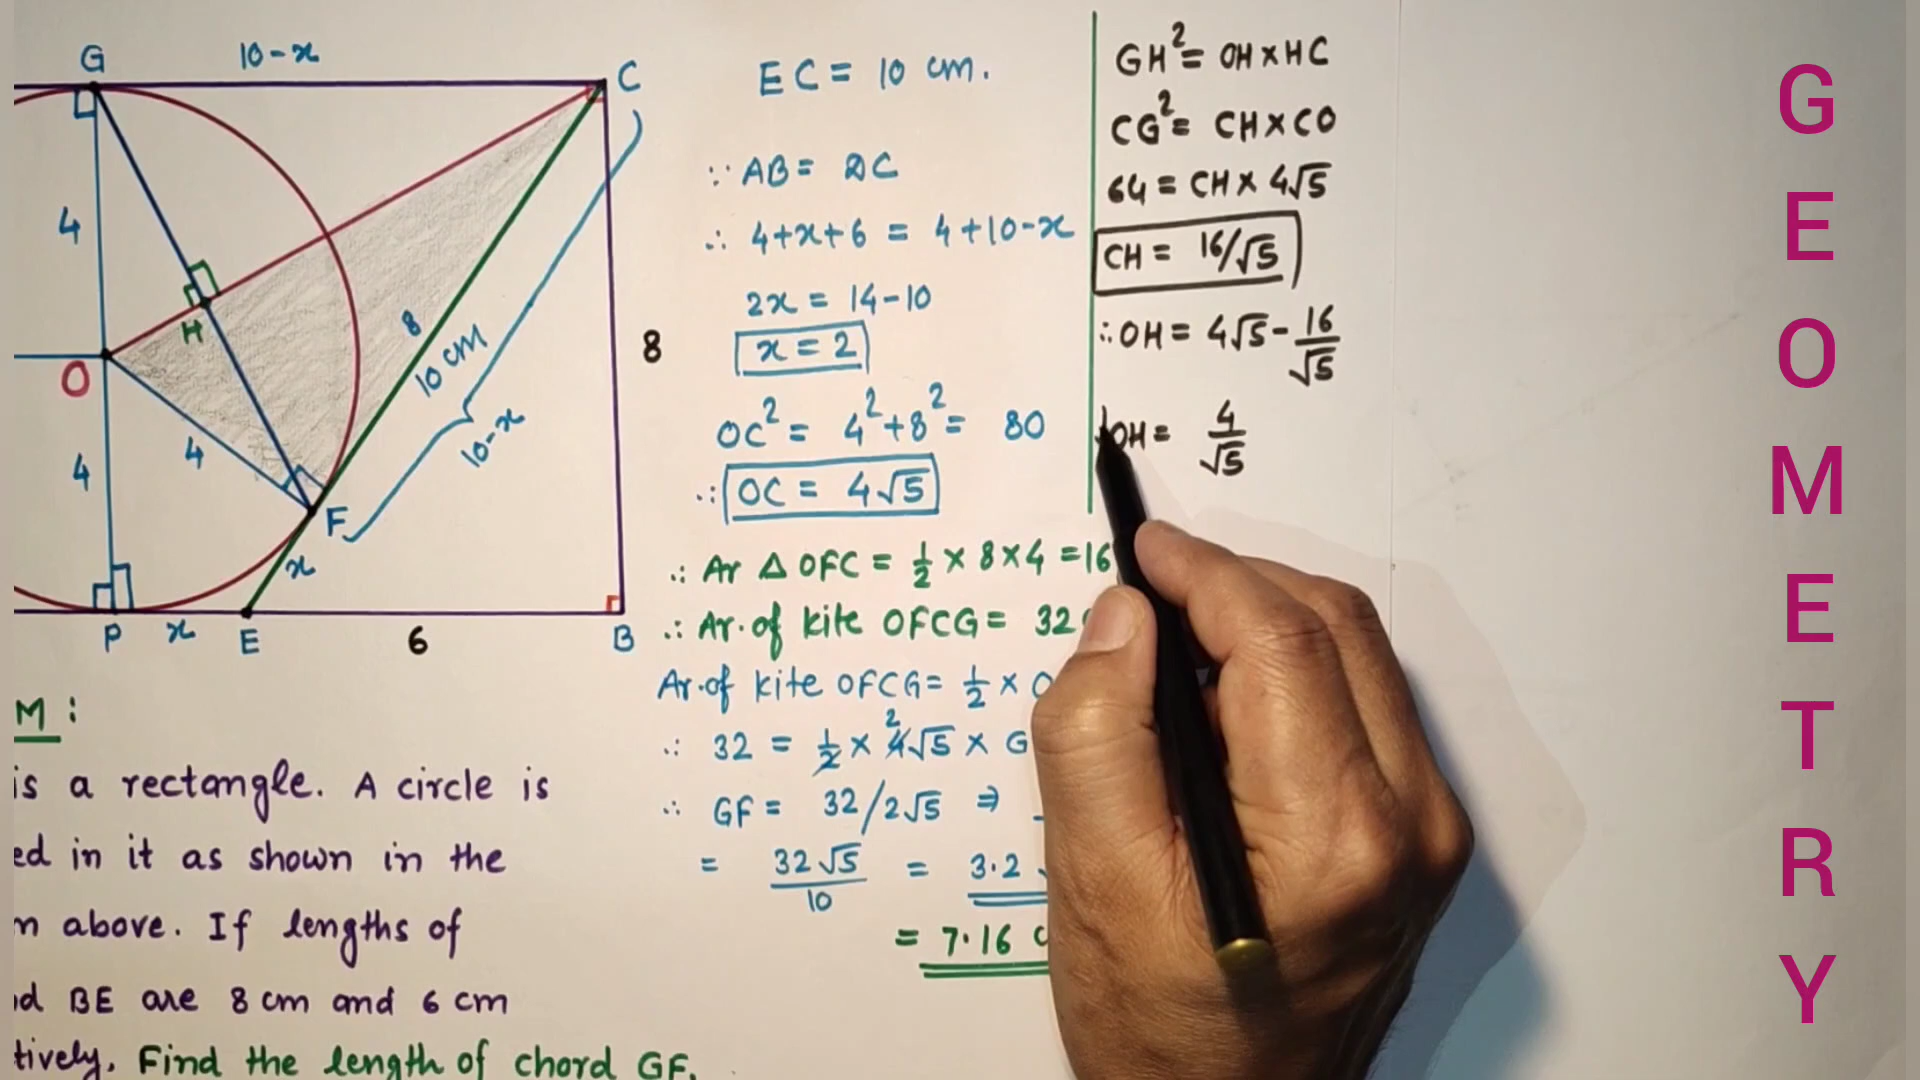 G
10-x
C
4
H
8
10 cm
10-x
8
O
4
4
F
x
P
x
E
6
B
M:
is a rectangle. A circle is
ed in it as shown in the
m above. If lengths of
d BE are 8 cm and 6 cm
tively. Find the length of chord GF.
EC = 10 cm.
∵ AB = DC
∴ 4+x+6 = 4+10-x
2x = 14-10
x = 2
OC² = 4²+8² = 80
∴ OC = 4√5
∴ Ar △ OFC = 1/2 × 8 × 4 = 16
∴ Ar. of kite OFCG = 32
Ar. of kite OFCG = 1/2 × O
∴ 32 = 1/2 × 4 2 √5 × G
∴ GF = 32/2√5 ⇒
= 32√5/10 = 3.2
= 7.16 c
GH² = OH × HC
CG² = CH × CO
64 = CH × 4√5
CH = 16/√5
∴ OH = 4√5 - 16/√5
OH = 4/√5
GEOMETRY